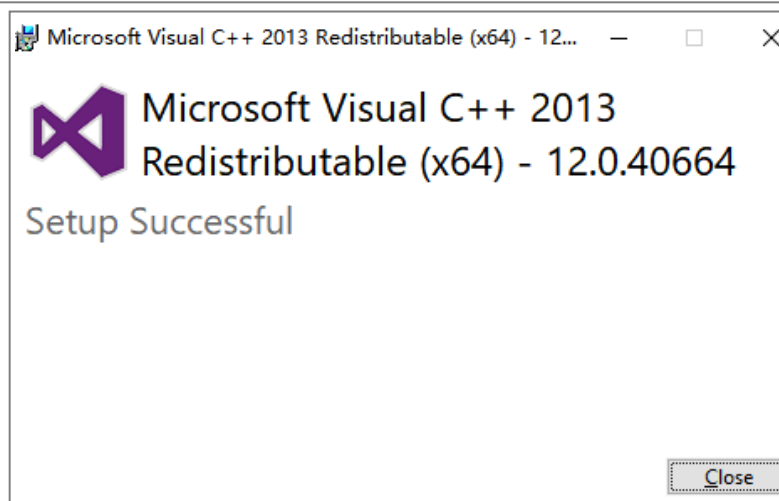 Microsoft Visual C++ 2013 Redistributable (x64) - 12...
Microsoft Visual C++ 2013
Redistributable (x64) - 12.0.40664
Setup Successful
Close